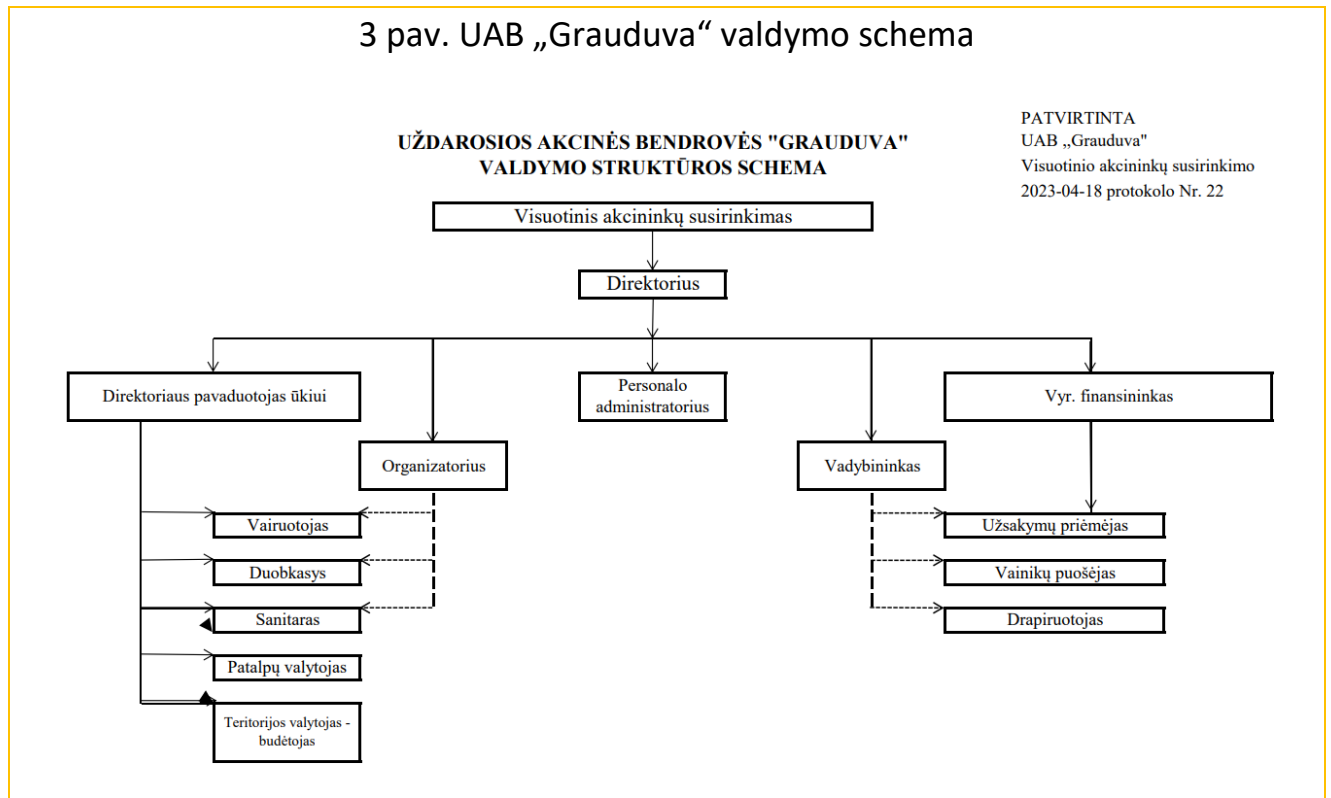 3 pav. UAB „Grauduva“ valdymo schema
PATVIRTINTA
UAB „Grauduva"
Visuotinio akcininkų susirinkimo
2023-04-18 protokolo Nr. 22
UŽDAROSIOS AKCINĖS BENDROVĖS "GRAUDUVA"
VALDYMO STRUKTŪROS SCHEMA
Visuotinis akcininkų susirinkimas
Direktorius
Direktoriaus pavaduotojas ūkiui
Personalo
administratorius
Vyr. finansininkas
Organizatorius
Vadybininkas
Vairuotojas
Duobkasys
Sanitaras
Patalpų valytojas
Teritorijos valytojas -
budėtojas
Užsakymų priėmėjas
Vainikų puošėjas
Drapiruotojas